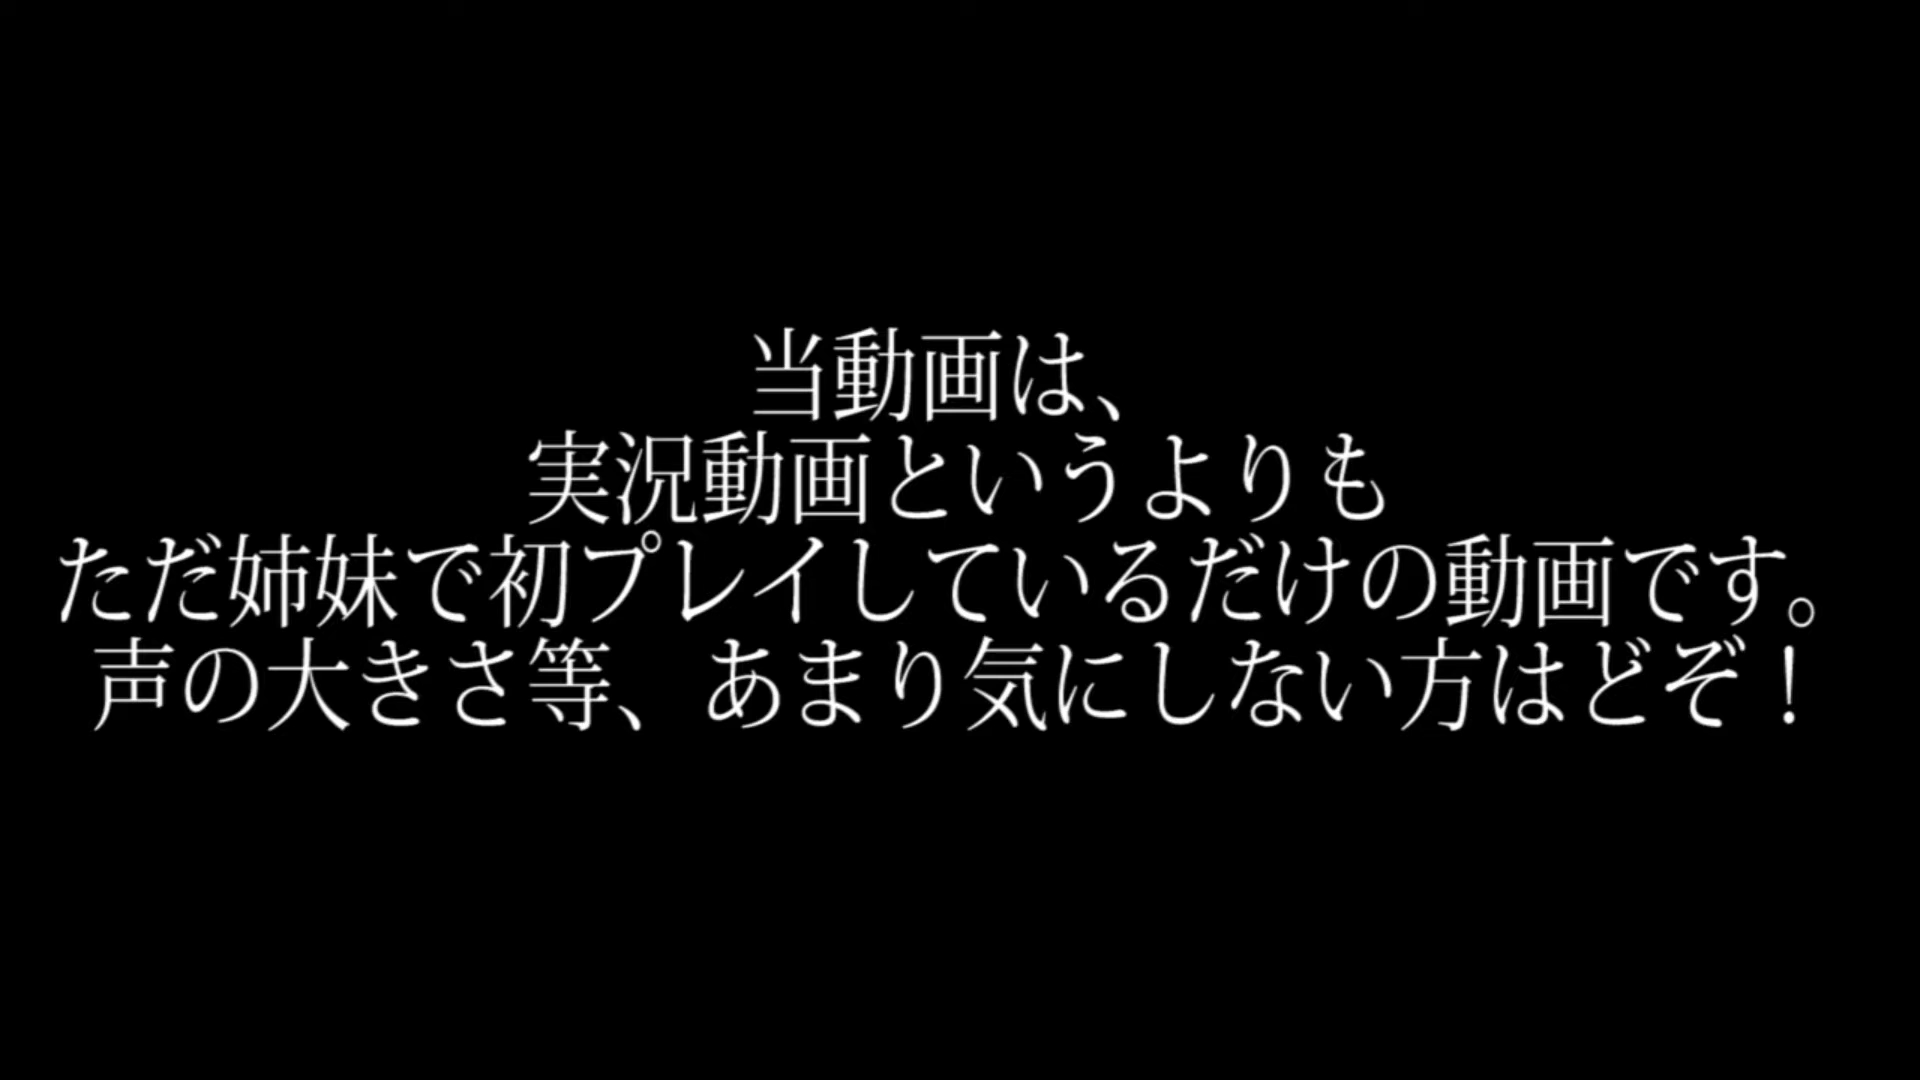 当動画は、
実況動画というよりも
ただ姉妹で初プレイしているだけの動画です。
声の大きさ等、あまり気にしない方はどぞ！